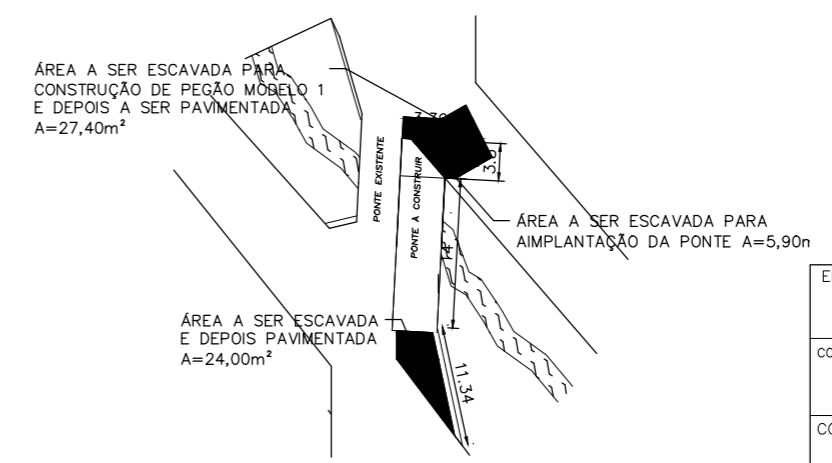 ÁREA A SER ESCAVADA PARA
CONSTRUÇÃO DE PEGÃO MODELO 1
E DEPOIS A SER PAVIMENTADA
A=27,40m²
PONTE EXISTENTE
PONTE A CONSTRUIR
ÁREA A SER ESCAVADA PARA
AIMPLANTAÇÃO DA PONTE A=5,90m
ÁREA A SER ESCAVADA
E DEPOIS PAVIMENTADA
A=24,00m²
11.34